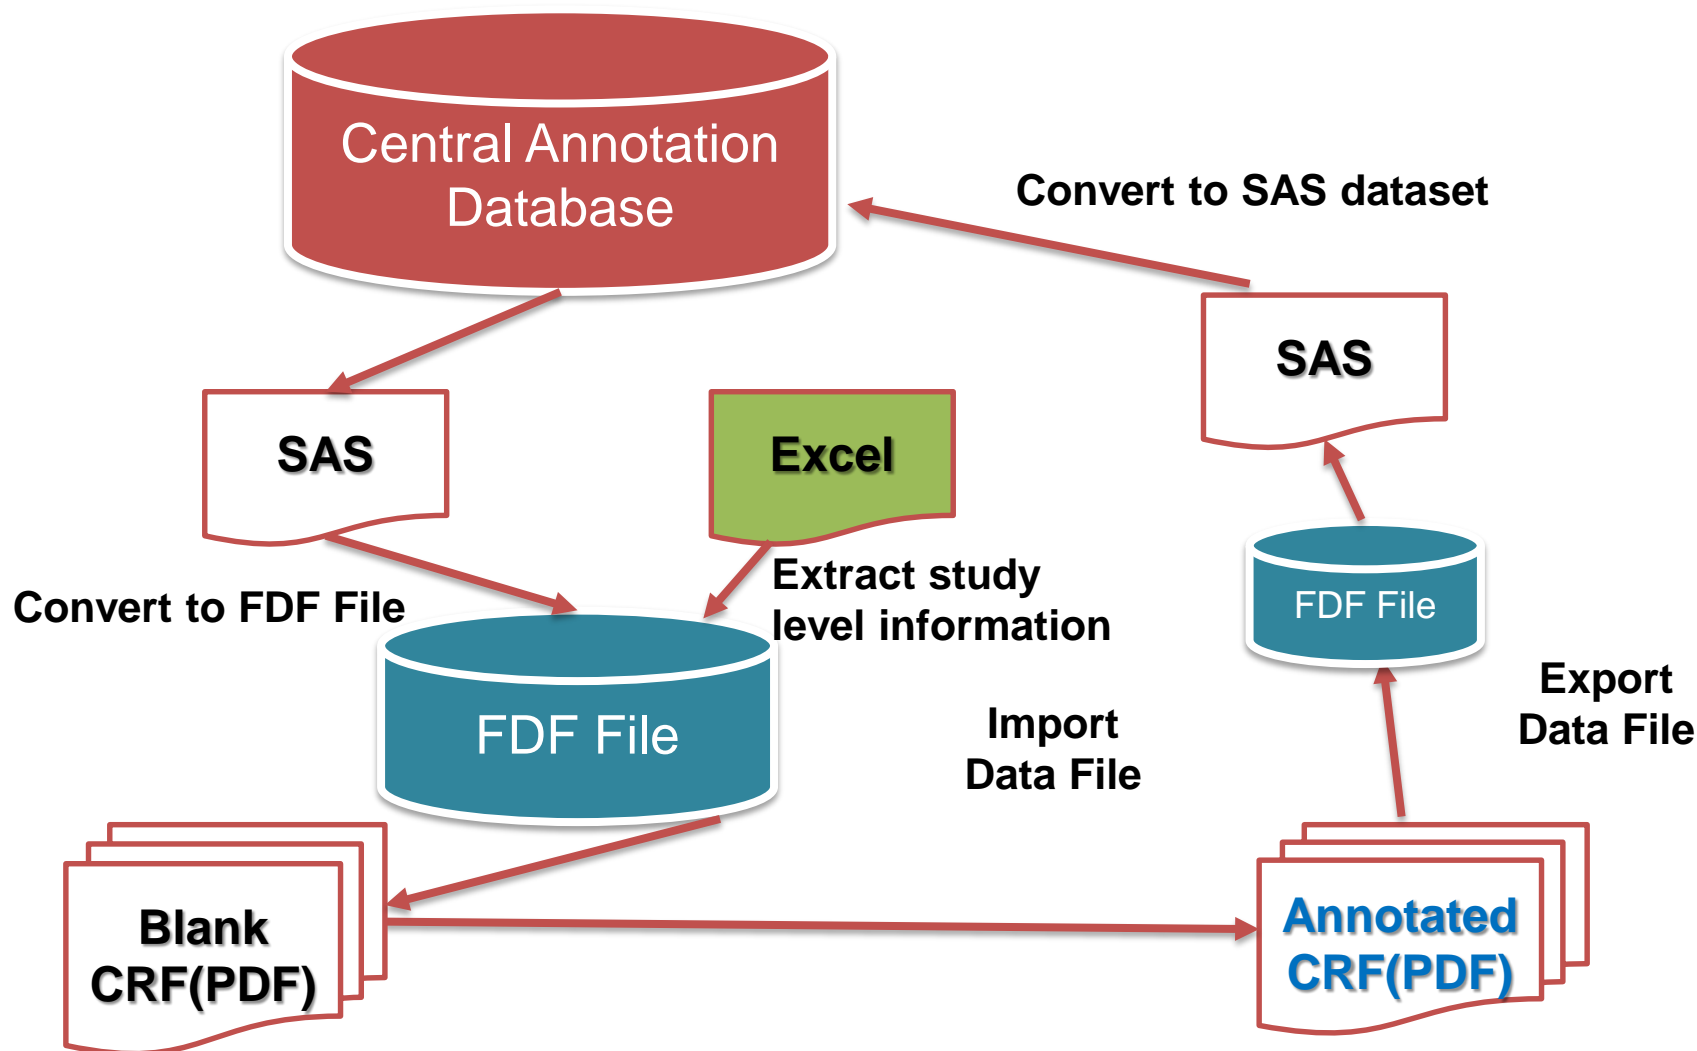 Central Annotation
Database
Convert to SAS dataset
SAS
SAS
Excel
Extract study
level information
Convert to FDF File
FDF File
FDF File
Import
Data File
Export
Data File
Blank
CRF(PDF)
Annotated
CRF(PDF)